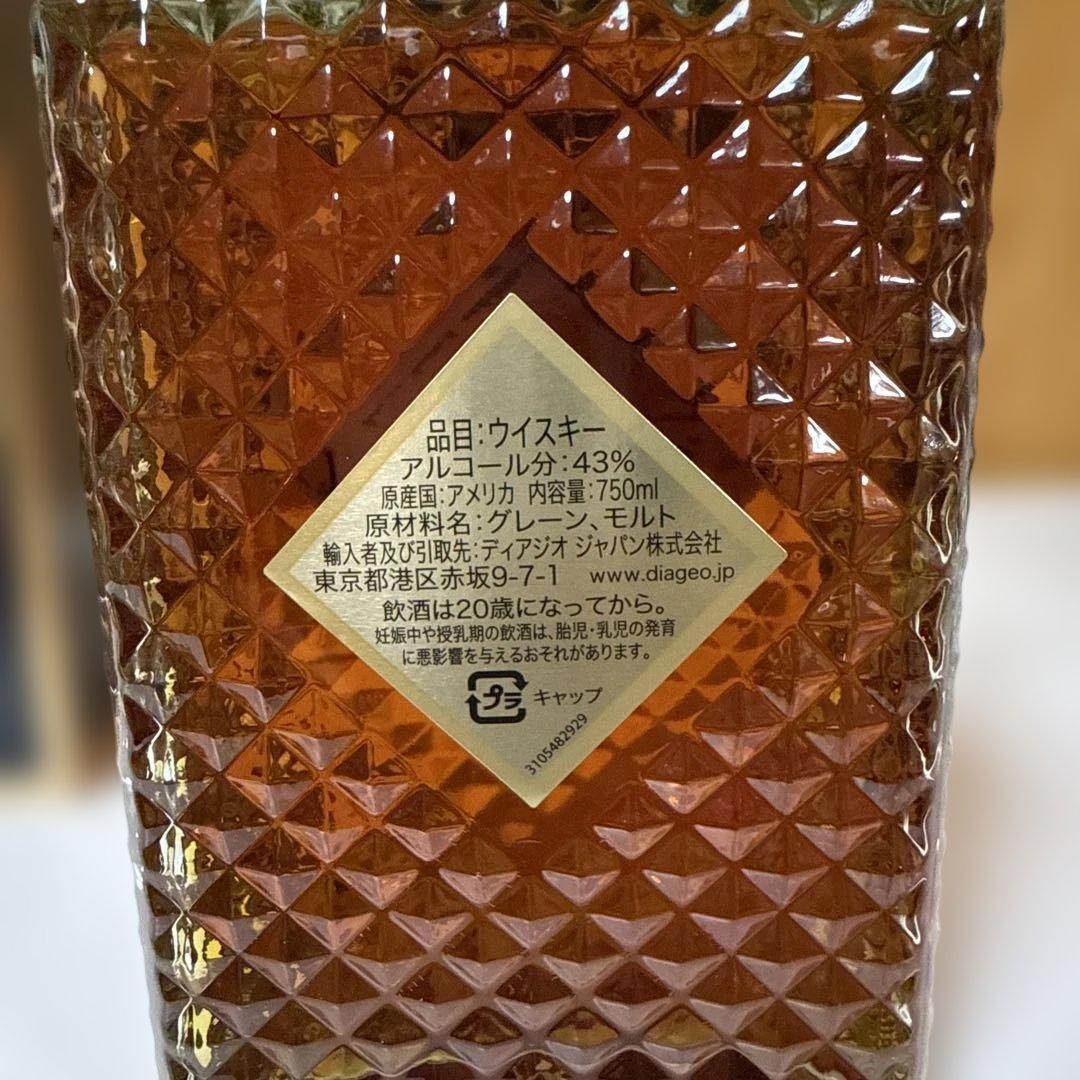 品目:ウイスキー
アルコール分:43%
原産国:アメリカ 内容量:750ml
原材料名:グレーン、モルト
輸入者及び引取先:ディアジオ ジャパン株式会社
東京都港区赤坂9-7-1 www.diageo.jp
飲酒は20歳になってから。
妊娠中や授乳期の飲酒は、胎児・乳児の発育
に悪影響を与えるおそれがあります。
プラ キャップ
3105482929